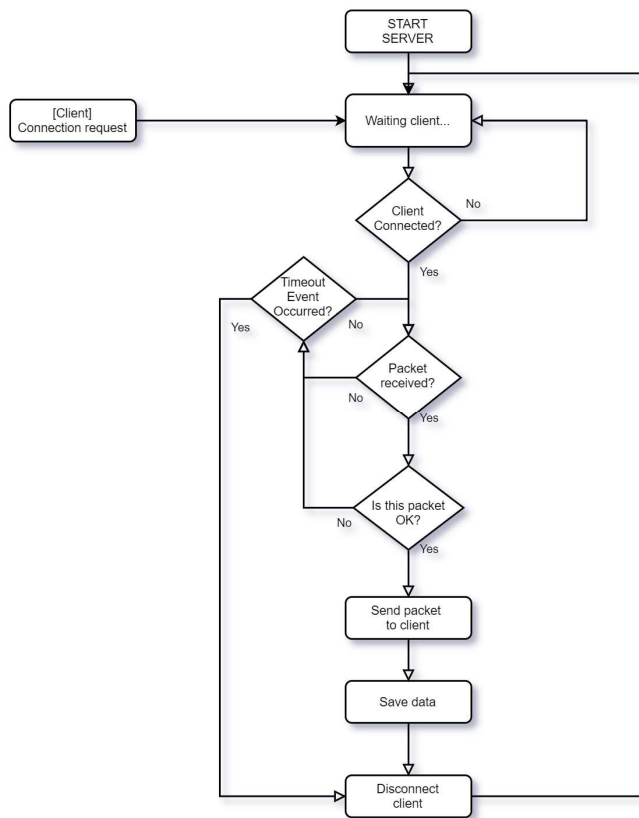 START
SERVER
[Client]
Connection request
Waiting client...
Client
Connected?
No
Yes
Timeout
Event
Occurred?
Yes
No
Packet
received?
No
Yes
Is this packet
OK?
No
Yes
Send packet
to client
Save data
Disconnect
client